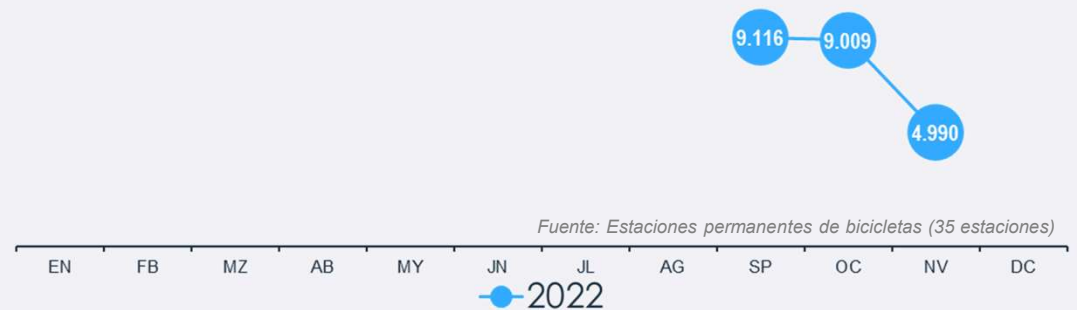 9.116
9.009
4.990
Fuente: Estaciones permanentes de bicicletas (35 estaciones)
EN FB MZ AB MY JN JL AG SP OC NV DC
2022